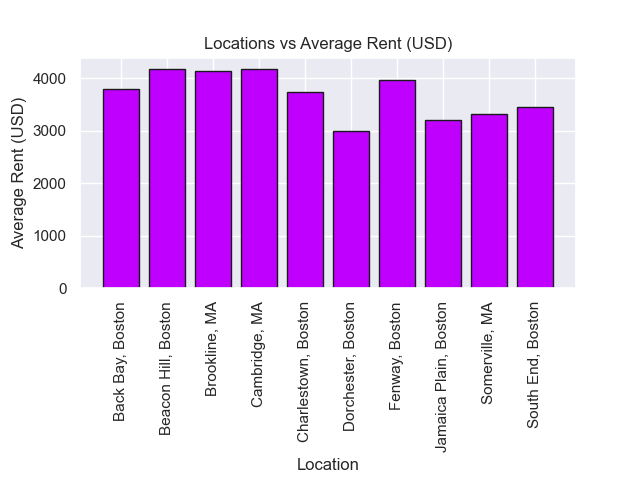 Locations vs Average Rent (USD)
4000
3000
2000
1000
0
Average Rent (USD)
Back Bay, Boston
Beacon Hill, Boston
Brookline, MA
Cambridge, MA
Charlestown, Boston
Dorchester, Boston
Fenway, Boston
Jamaica Plain, Boston
Somerville, MA
South End, Boston
Location